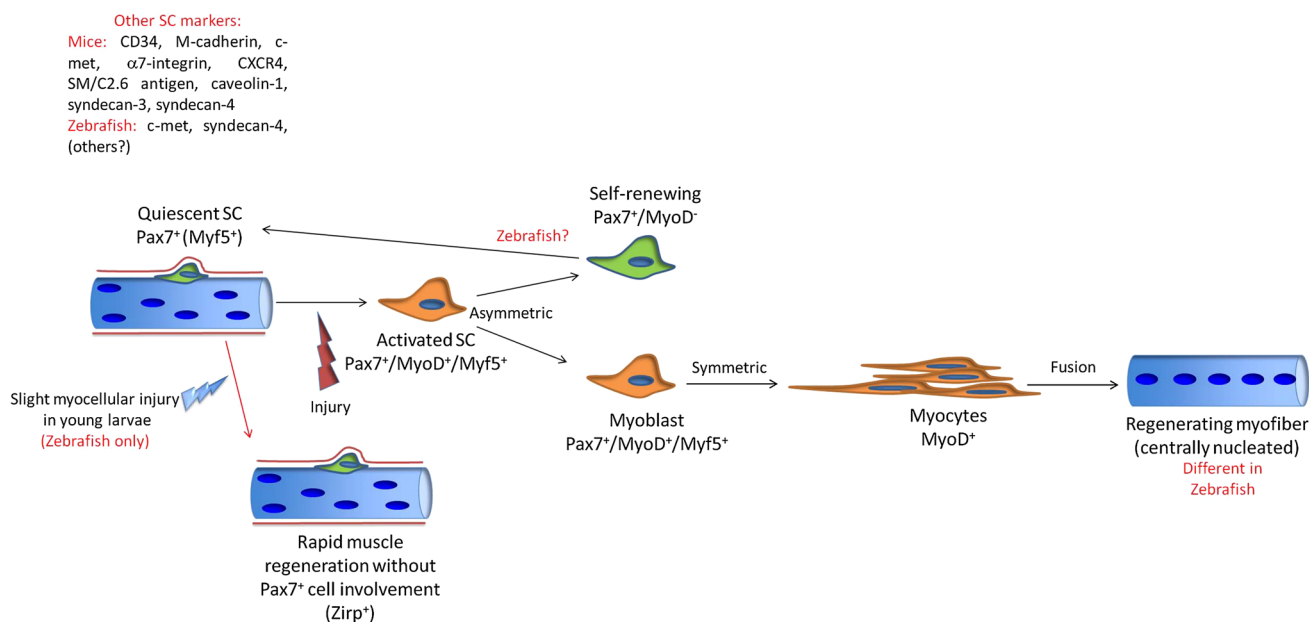 Other SC markers:
Mice: CD34, M-cadherin, c-
met, α7-integrin, CXCR4,
SM/C2.6 antigen, caveolin-1,
syndecan-3, syndecan-4
Zebrafish: c-met, syndecan-4,
(others?)
Quiescent SC
Pax7⁺ (Myf5⁺)
Self-renewing
Pax7⁺/MyoD⁻
Zebrafish?
Asymmetric
Activated SC
Pax7⁺/MyoD⁺/Myf5⁺
Injury
Slight myocellular injury
in young larvae
(Zebrafish only)
Symmetric
Myoblast
Pax7⁺/MyoD⁺/Myf5⁺
Myocytes
MyoD⁺
Fusion
Regenerating myofiber
(centrally nucleated)
Different in
Zebrafish
Rapid muscle
regeneration without
Pax7⁺ cell involvement
(Zirp⁺)